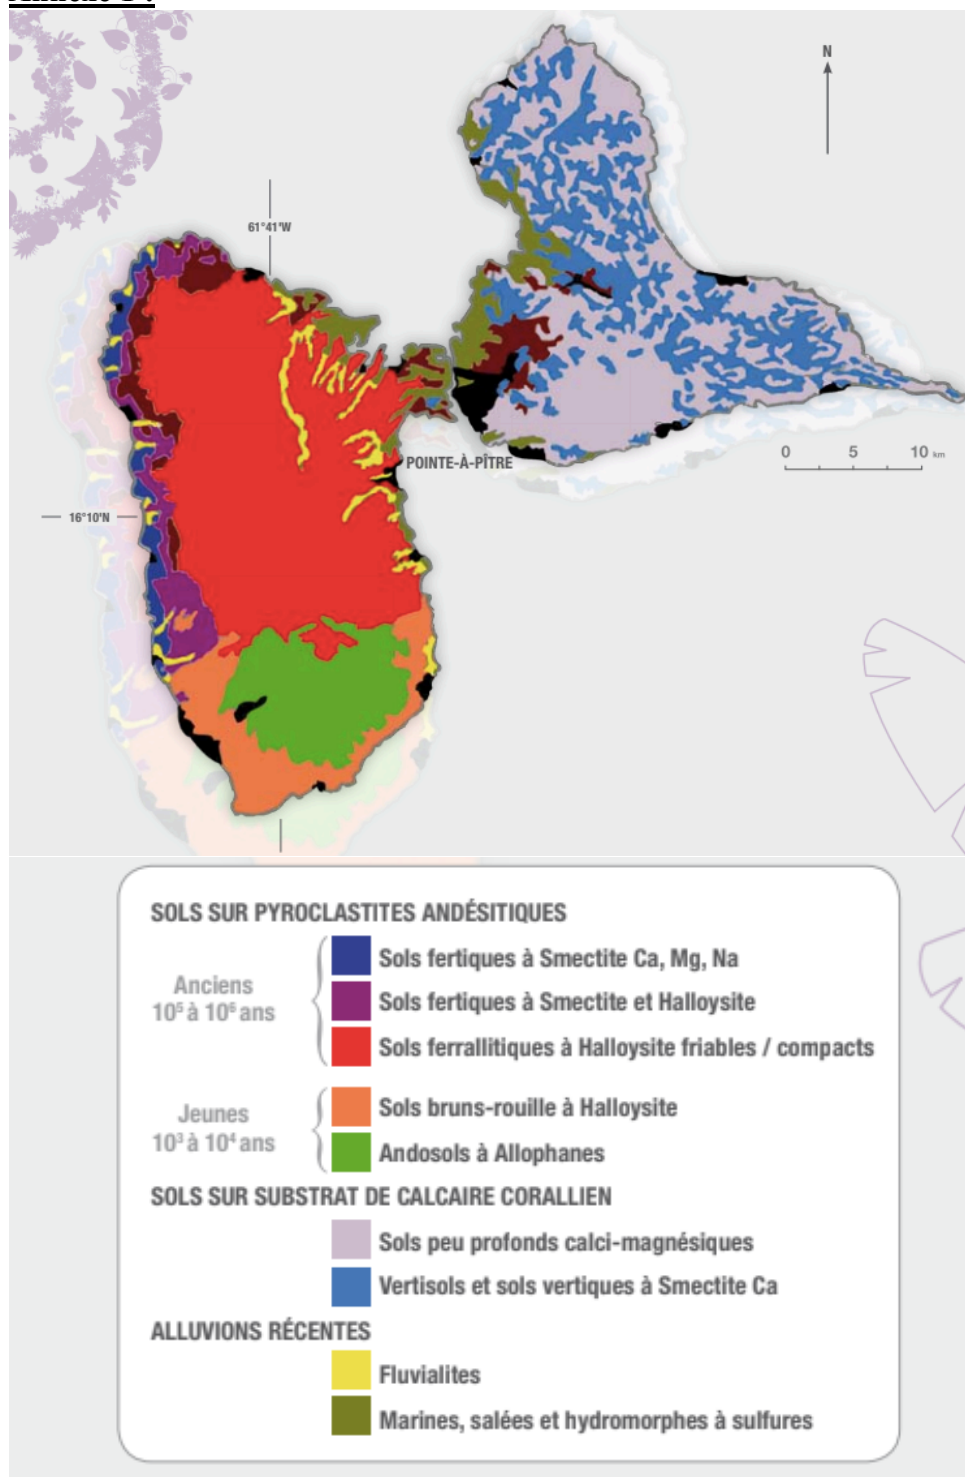 N
61°41'W
POINTE-À-PÎTRE
0 5 10 km
16°10'N
SOLS SUR PYROCLASTITES ANDÉSITIQUES
Anciens
10⁵ à 10⁶ ans
Sols fertiques à Smectite Ca, Mg, Na
Sols fertiques à Smectite et Halloysite
Sols ferrallitiques à Halloysite friables / compacts
Jeunes
10³ à 10⁴ ans
Sols bruns-rouille à Halloysite
Andosols à Allophanes
SOLS SUR SUBSTRAT DE CALCAIRE CORALLIEN
Sols peu profonds calci-magnésiques
Vertisols et sols vertiques à Smectite Ca
ALLUVIONS RÉCENTES
Fluvialites
Marines, salées et hydromorphes à sulfures